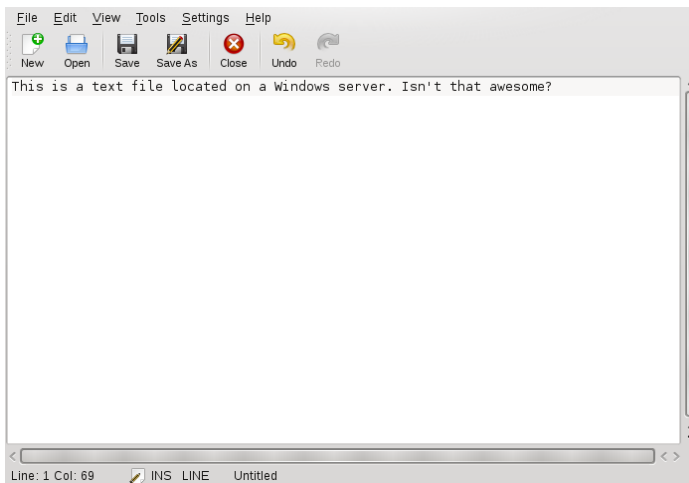 File Edit View Tools Settings Help
New Open Save Save As Close Undo Redo
This is a text file located on a Windows server. Isn't that awesome?
Line: 1 Col: 69 INS LINE Untitled